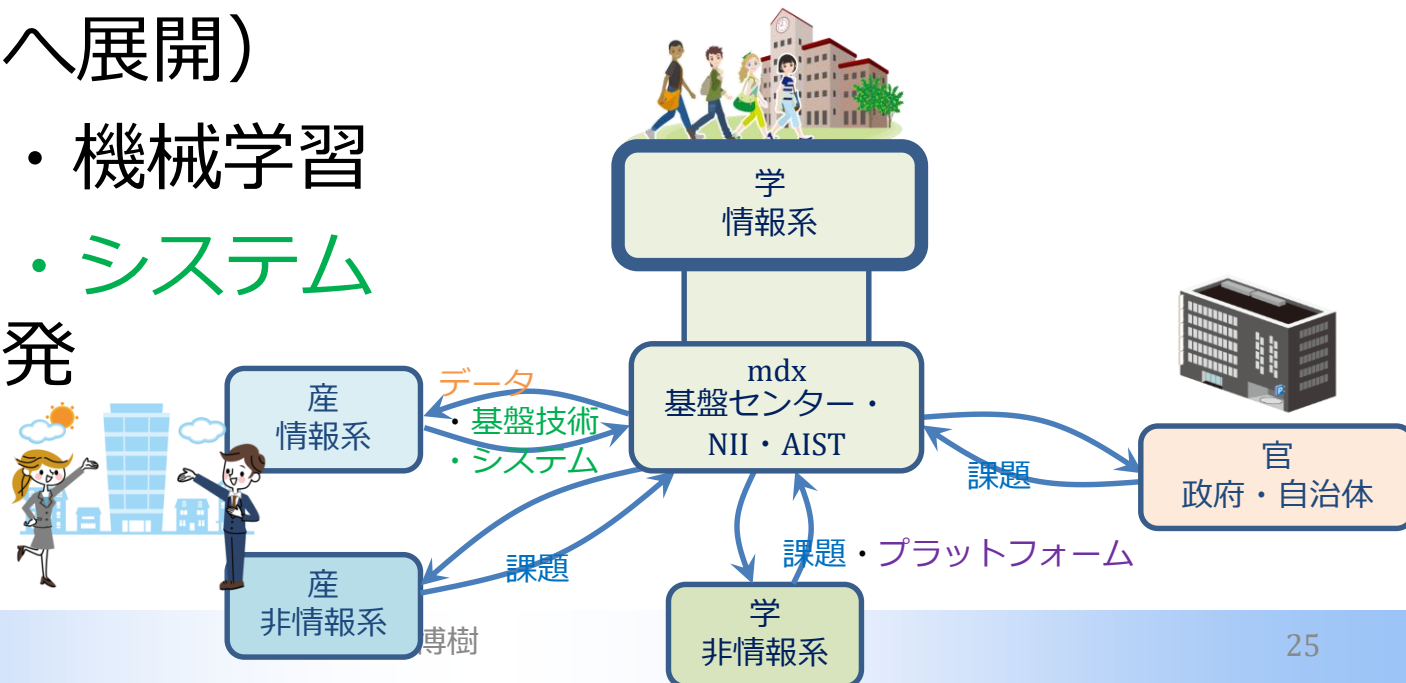 へ展開）
・機械学習
・システム
発
学
情報系
mdx
基盤センター・
NII・AIST
産
情報系
データ
・基盤技術
・システム
産
非情報系
課題
課題・プラットフォーム
学
非情報系
課題
官
政府・自治体
P
博樹
25